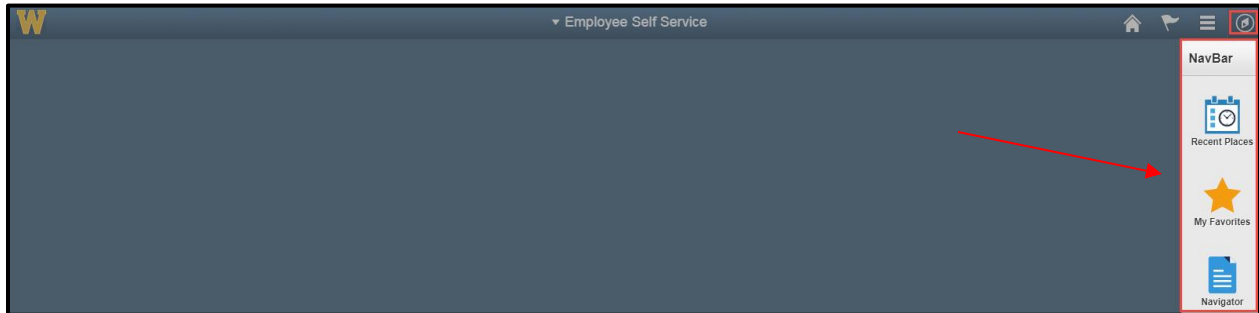 W
Employee Self Service
NavBar
Recent Places
My Favorites
Navigator